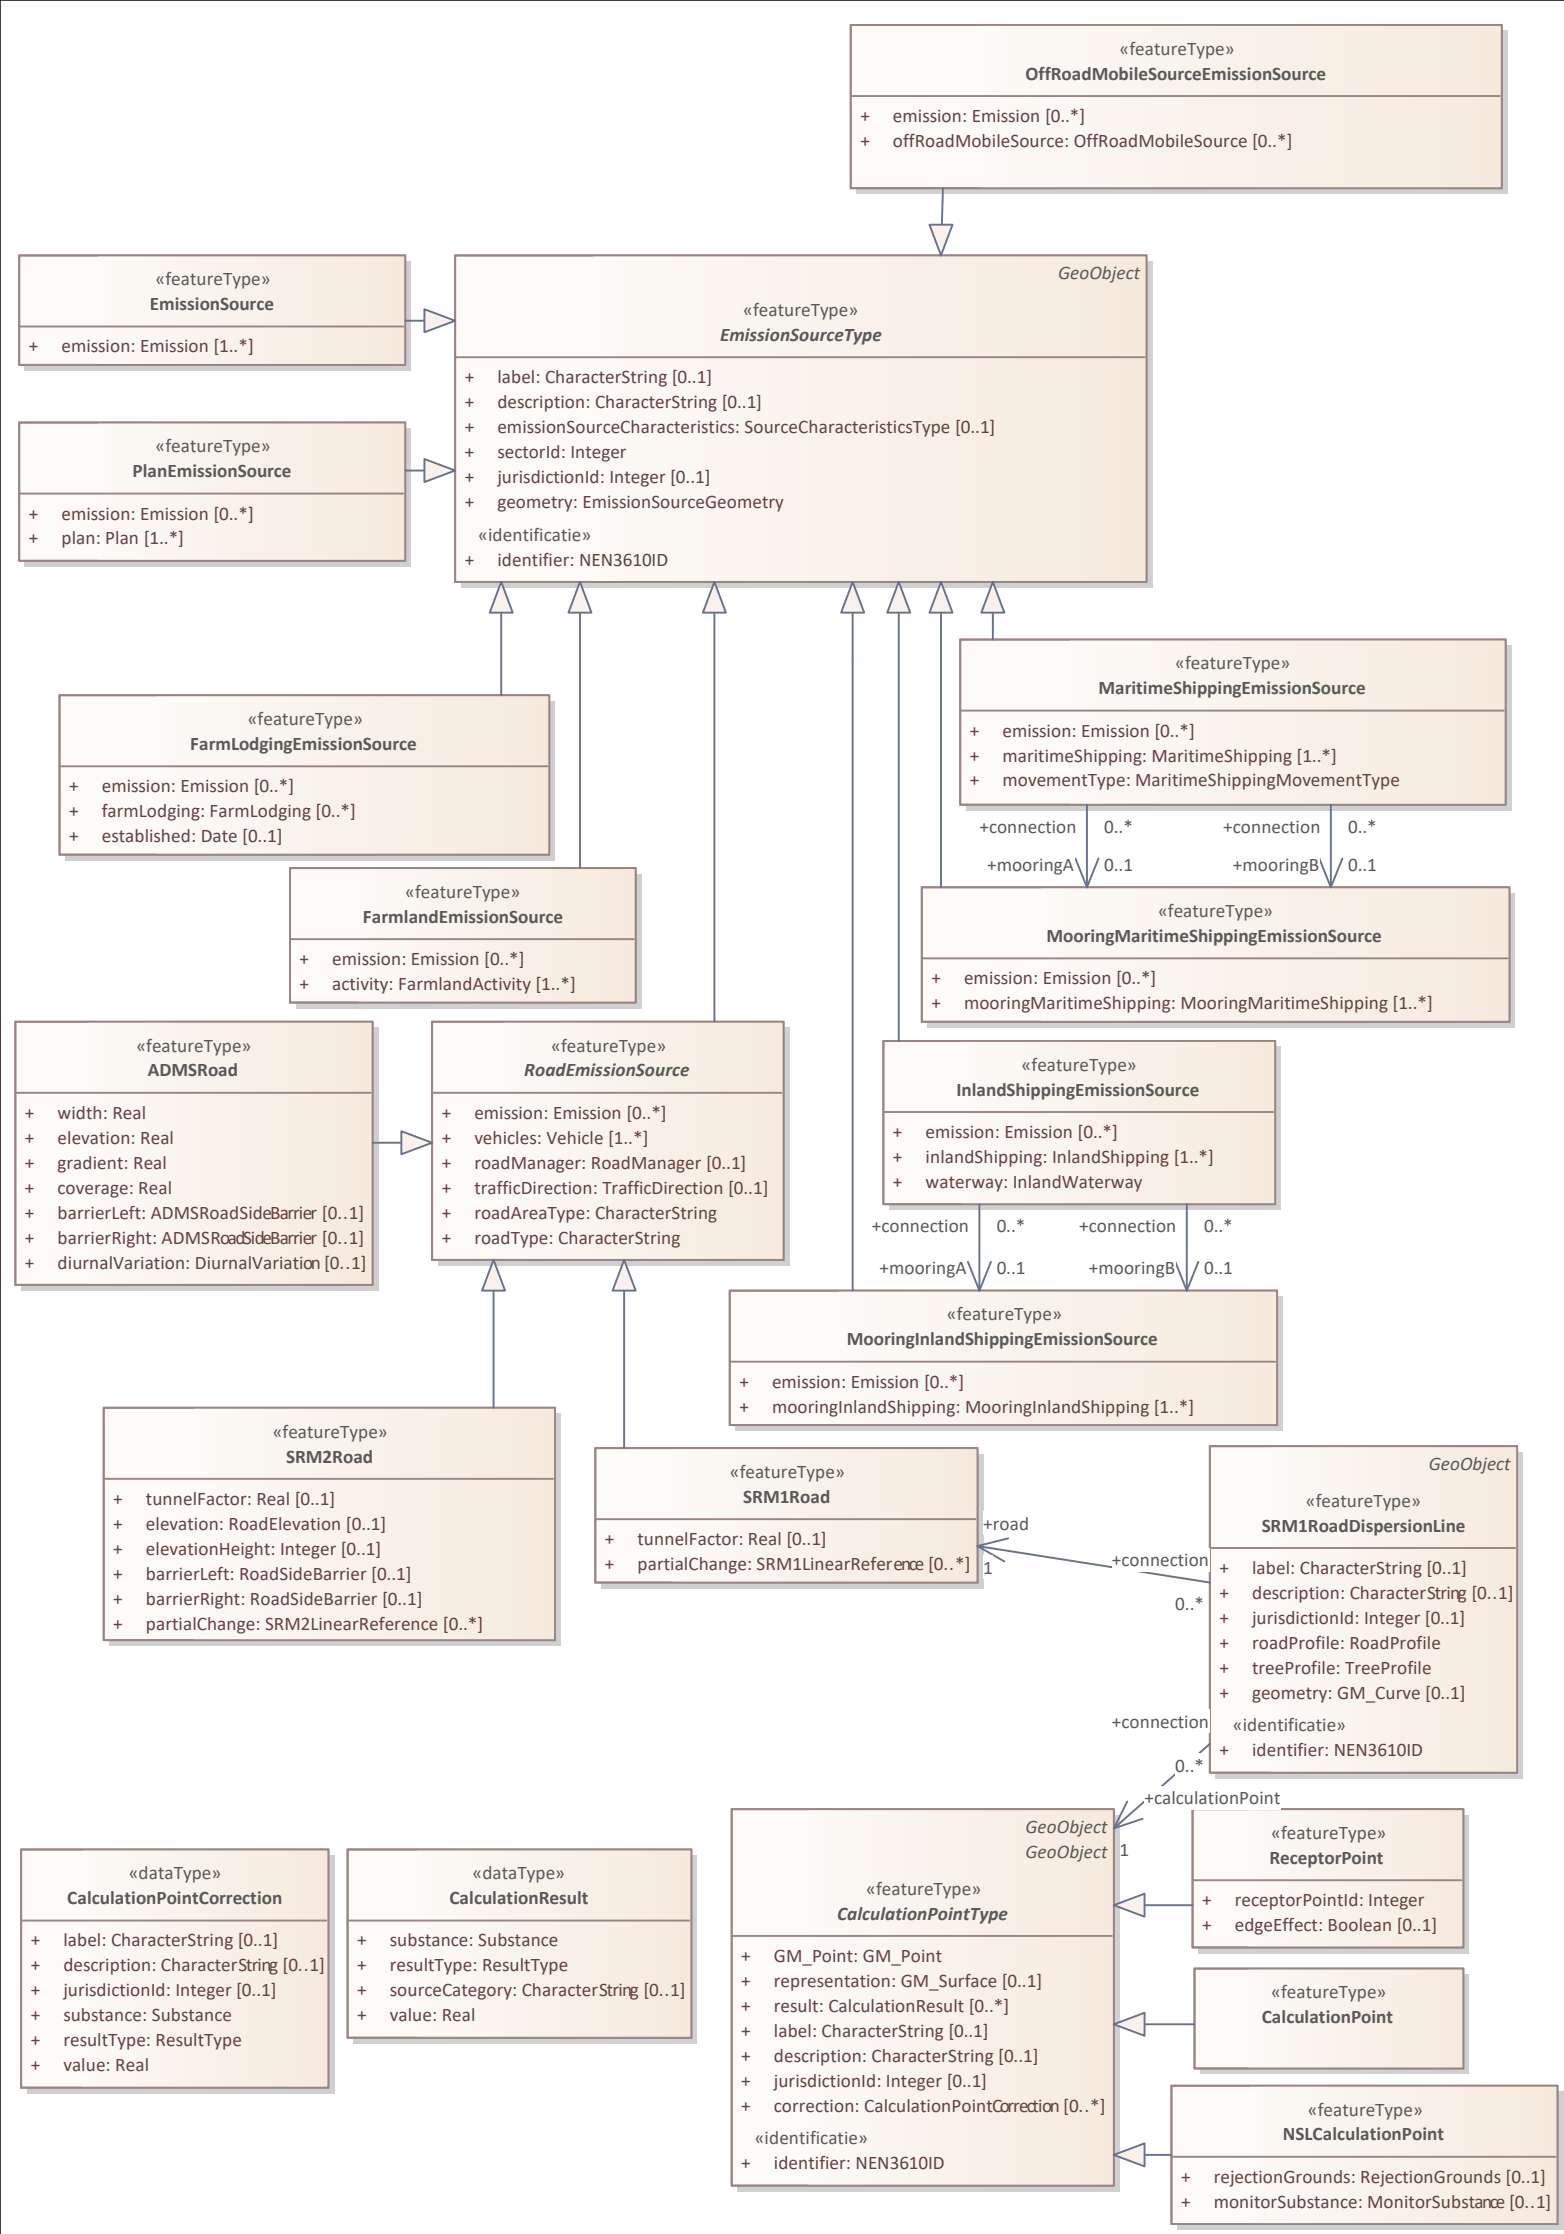 «featureType»
OffRoadMobileSourceEmissionSource
+ emission: Emission [0..*]
+ offRoadMobileSource: OffRoadMobileSource [0..*]
«featureType»
EmissionSource
+ emission: Emission [1..*]
GeoObject
«featureType»
EmissionSourceType
+ label: CharacterString [0..1]
+ description: CharacterString [0..1]
+ emissionSourceCharacteristics: SourceCharacteristicsType [0..1]
+ sectorId: Integer
+ jurisdictionId: Integer [0..1]
+ geometry: EmissionSourceGeometry
«identificatie»
+ identifier: NEN3610ID
«featureType»
PlanEmissionSource
+ emission: Emission [0..*]
+ plan: Plan [1..*]
«featureType»
MaritimeShippingEmissionSource
+ emission: Emission [0..*]
+ maritimeShipping: MaritimeShipping [1..*]
+ movementType: MaritimeShippingMovementType
+connection 0..* +connection 0..*
+mooringA 0..1 +mooringB 0..1
«featureType»
FarmLodgingEmissionSource
+ emission: Emission [0..*]
+ farmLodging: FarmLodging [0..*]
+ established: Date [0..1]
«featureType»
FarmlandEmissionSource
+ emission: Emission [0..*]
+ activity: FarmlandActivity [1..*]
«featureType»
MooringMaritimeShippingEmissionSource
+ emission: Emission [0..*]
+ mooringMaritimeShipping: MooringMaritimeShipping [1..*]
«featureType»
ADMSRoad
+ width: Real
+ elevation: Real
+ gradient: Real
+ coverage: Real
+ barrierLeft: ADMSRoadSideBarrier [0..1]
+ barrierRight: ADMSRoadSideBarrier [0..1]
+ diurnalVariation: DiurnalVariation [0..1]
«featureType»
RoadEmissionSource
+ emission: Emission [0..*]
+ vehicles: Vehicle [1..*]
+ roadManager: RoadManager [0..1]
+ trafficDirection: TrafficDirection [0..1]
+ roadAreaType: CharacterString
+ roadType: CharacterString
«featureType»
InlandShippingEmissionSource
+ emission: Emission [0..*]
+ inlandShipping: InlandShipping [1..*]
+ waterway: InlandWaterway
+connection 0..* +connection 0..*
+mooringA 0..1 +mooringB 0..1
«featureType»
MooringInlandShippingEmissionSource
+ emission: Emission [0..*]
+ mooringInlandShipping: MooringInlandShipping [1..*]
«featureType»
SRM2Road
+ tunnelFactor: Real [0..1]
+ elevation: RoadElevation [0..1]
+ elevationHeight: Integer [0..1]
+ barrierLeft: RoadSideBarrier [0..1]
+ barrierRight: RoadSideBarrier [0..1]
+ partialChange: SRM2LinearReference [0..*]
«featureType»
SRM1Road
+ tunnelFactor: Real [0..1]
+ partialChange: SRM1LinearReference [0..*]
+road
1
+connection
0..*
GeoObject
«featureType»
SRM1RoadDispersionLine
+ label: CharacterString [0..1]
+ description: CharacterString [0..1]
+ jurisdictionId: Integer [0..1]
+ roadProfile: RoadProfile
+ treeProfile: TreeProfile
+ geometry: GM_Curve [0..1]
«identificatie»
+ identifier: NEN3610ID
+connection
0..*
+calculationPoint
1
«dataType»
CalculationPointCorrection
+ label: CharacterString [0..1]
+ description: CharacterString [0..1]
+ jurisdictionId: Integer [0..1]
+ substance: Substance
+ resultType: ResultType
+ value: Real
«dataType»
CalculationResult
+ substance: Substance
+ resultType: ResultType
+ sourceCategory: CharacterString [0..1]
+ value: Real
GeoObject
GeoObject
«featureType»
CalculationPointType
+ GM_Point: GM_Point
+ representation: GM_Surface [0..1]
+ result: CalculationResult [0..*]
+ label: CharacterString [0..1]
+ description: CharacterString [0..1]
+ jurisdictionId: Integer [0..1]
+ correction: CalculationPointCorrection [0..*]
«identificatie»
+ identifier: NEN3610ID
«featureType»
ReceptorPoint
+ receptorPointId: Integer
+ edgeEffect: Boolean [0..1]
«featureType»
CalculationPoint
«featureType»
NSLCalculationPoint
+ rejectionGrounds: RejectionGrounds [0..1]
+ monitorSubstance: MonitorSubstance [0..1]